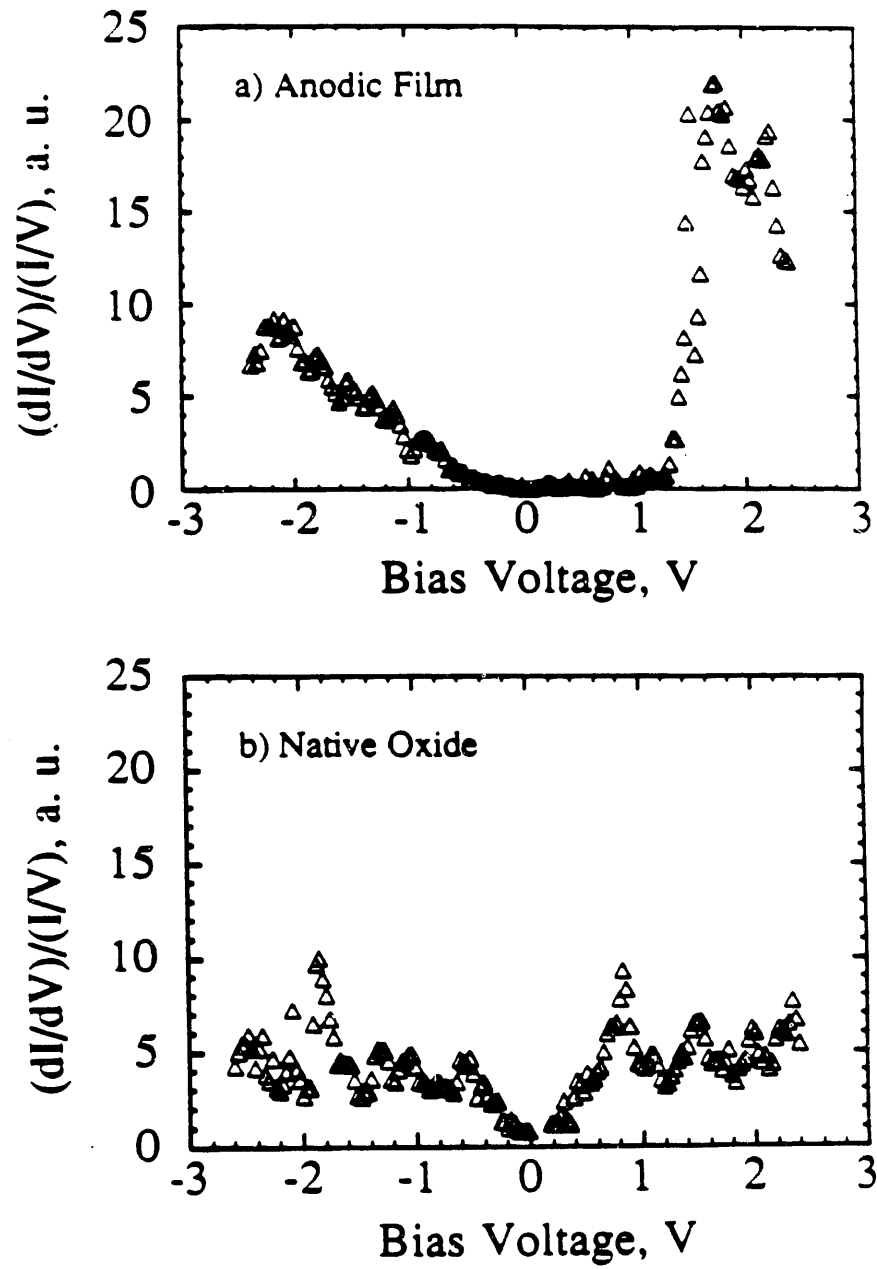 25
20
15
10
5
0
(dI/dV)/(I/V), a. u.
a) Anodic Film
-3 -2 -1 0 1 2 3
Bias Voltage, V
25
20
15
10
5
0
(dI/dV)/(I/V), a. u.
b) Native Oxide
-3 -2 -1 0 1 2 3
Bias Voltage, V